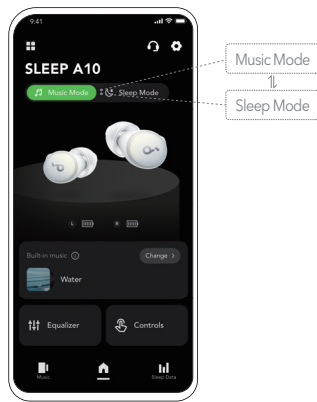 9:41
SLEEP A10
Music Mode
Sleep Mode
Music Mode
Sleep Mode
L
R
Built-in music
Change >
Water
Equalizer
Controls
Music
Sleep Data